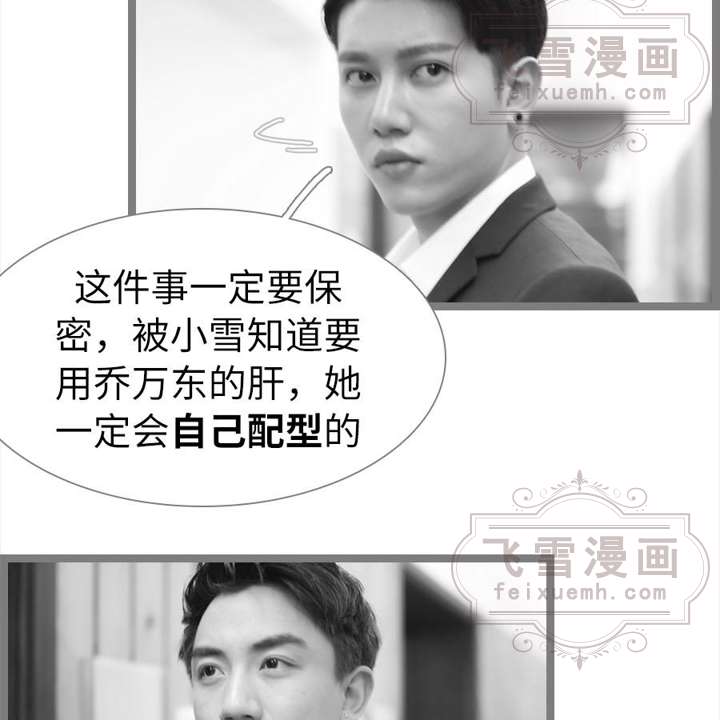 飞雪漫画
feixuemh.com
这件事一定要保
密，被小雪知道要
用乔万东的肝，她
一定会自己配型的
飞雪漫画
feixuemh.com